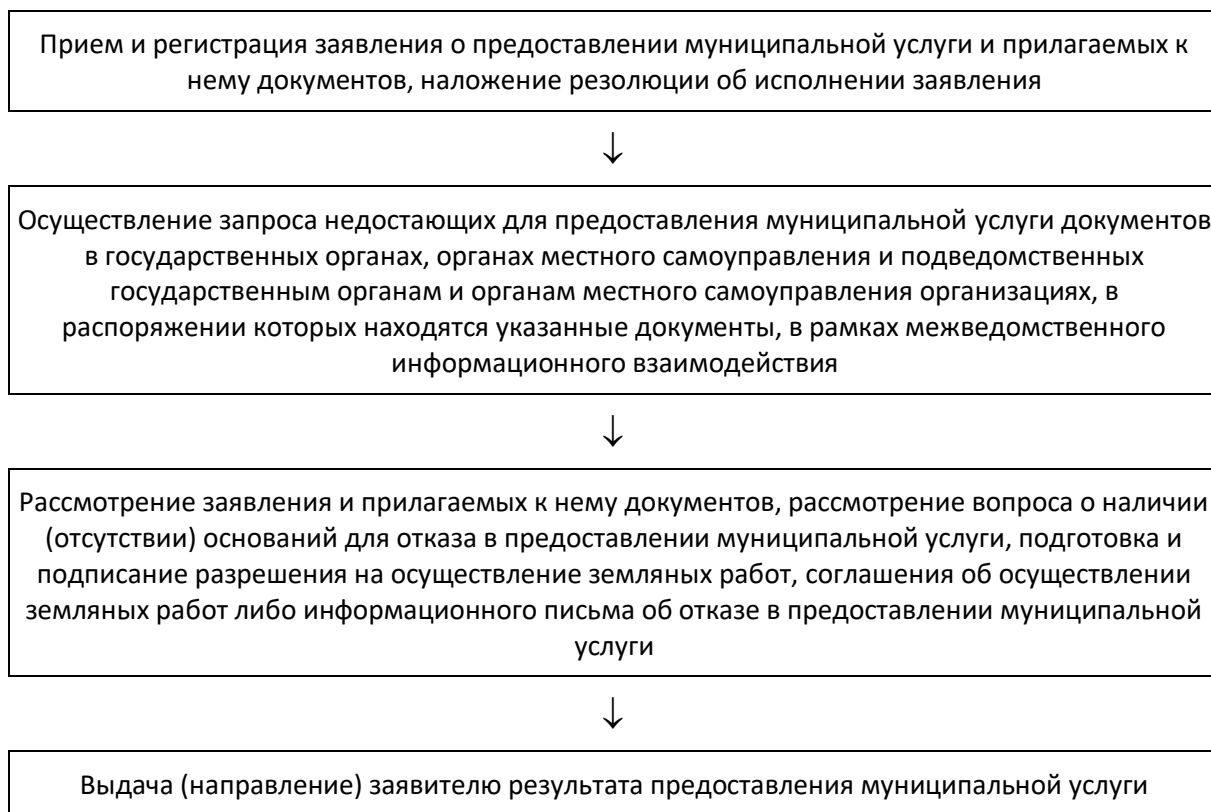 Прием и регистрация заявления о предоставлении муниципальной услуги и прилагаемых к
нему документов, наложение резолюции об исполнении заявления
↓
Осуществление запроса недостающих для предоставления муниципальной услуги документов
в государственных органах, органах местного самоуправления и подведомственных
государственным органам и органам местного самоуправления организациях, в
распоряжении которых находятся указанные документы, в рамках межведомственного
информационного взаимодействия
↓
Рассмотрение заявления и прилагаемых к нему документов, рассмотрение вопроса о наличии
(отсутствии) оснований для отказа в предоставлении муниципальной услуги, подготовка и
подписание разрешения на осуществление земляных работ, соглашения об осуществлении
земляных работ либо информационного письма об отказе в предоставлении муниципальной
услуги
↓
Выдача (направление) заявителю результата предоставления муниципальной услуги